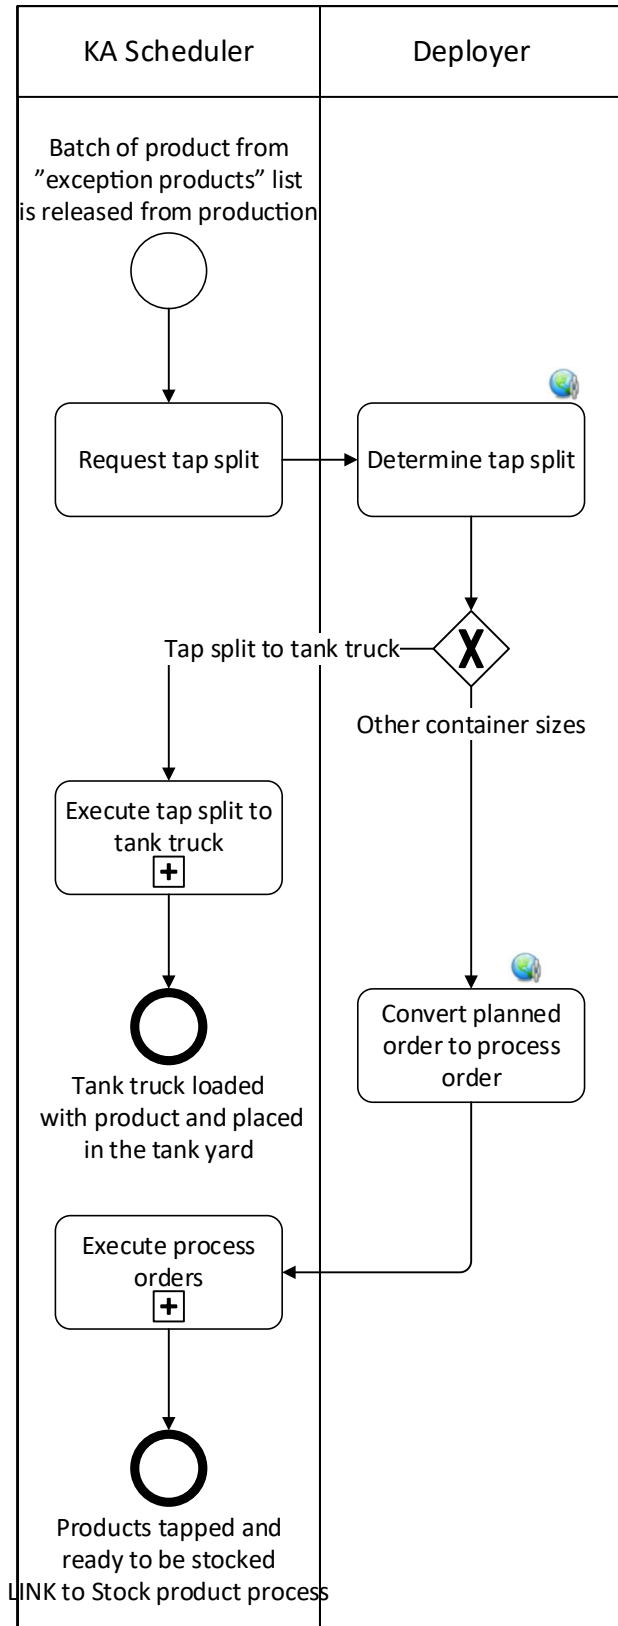 KA Scheduler
Deployer
Batch of product from
”exception products” list
is released from production
Request tap split
Determine tap split
Tap split to tank truck
X
Other container sizes
Execute tap split to
tank truck
Convert planned
order to process
order
Tank truck loaded
with product and placed
in the tank yard
Execute process
orders
Products tapped and
ready to be stocked
LINK to Stock product process